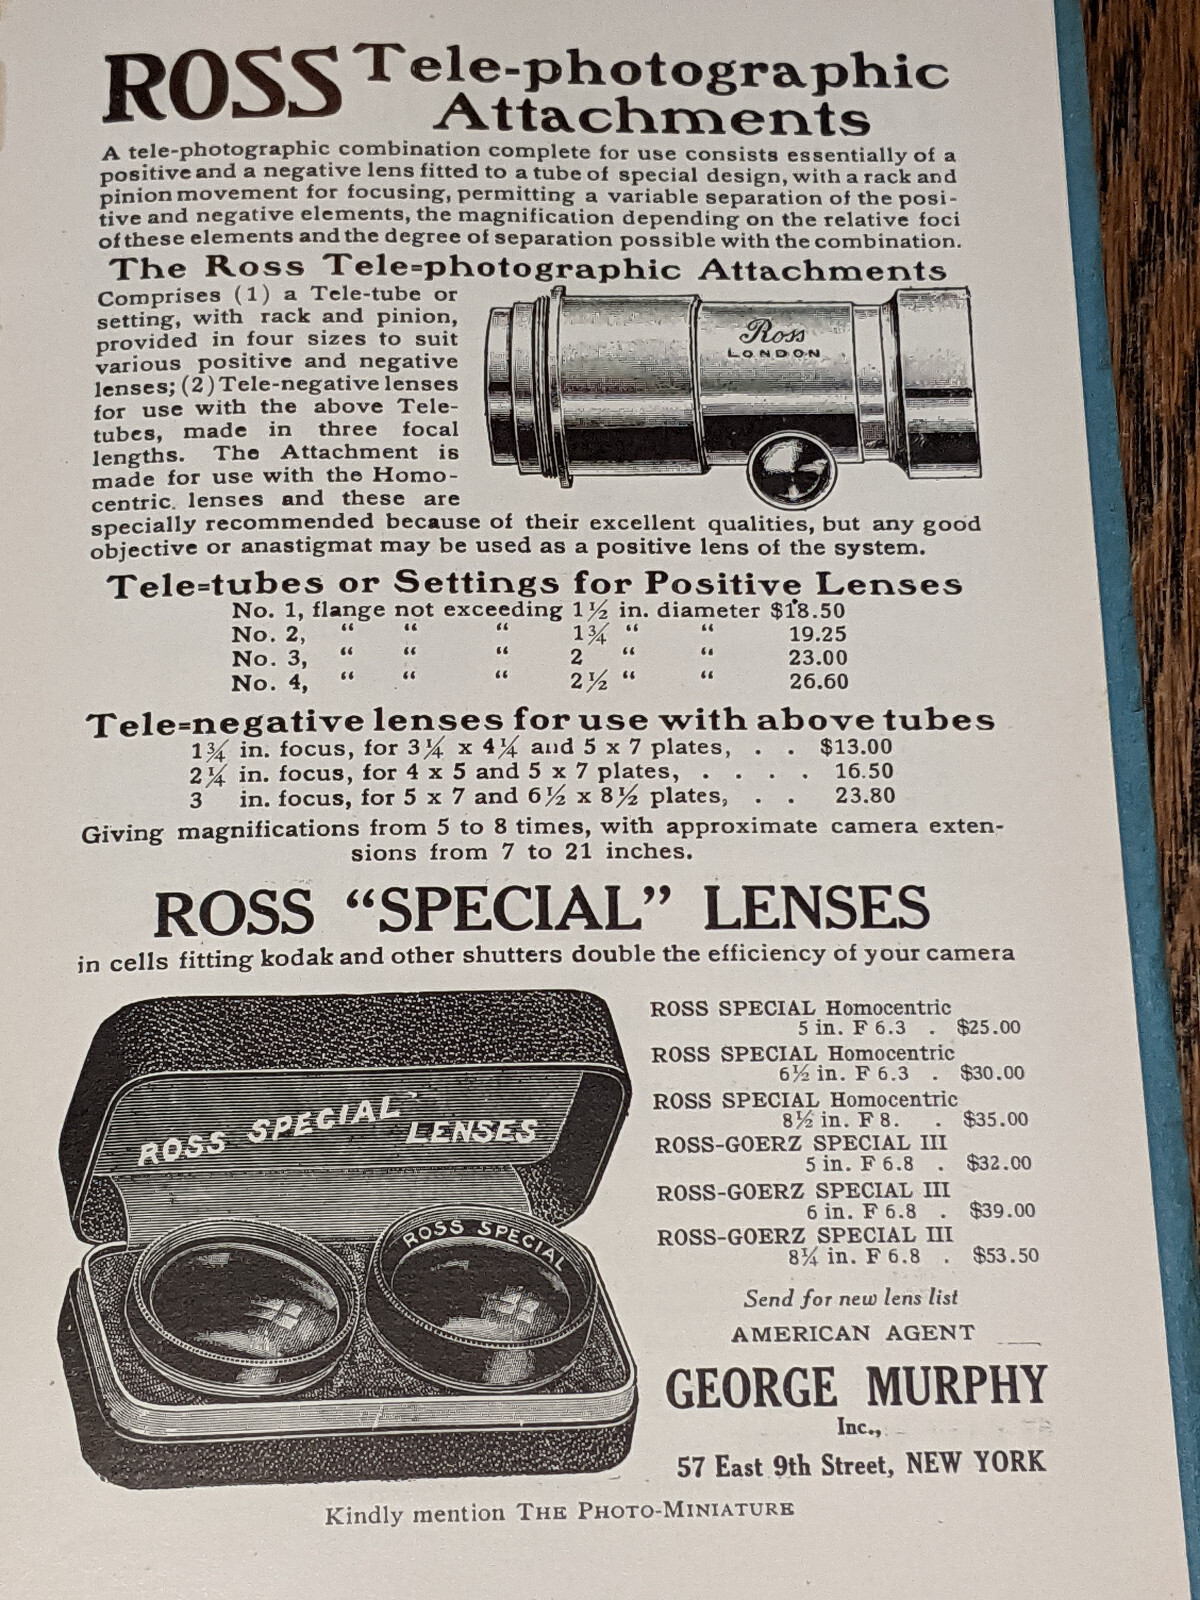 ROSS Tele-photographic
Attachments
A tele-photographic combination complete for use consists essentially of a
positive and a negative lens fitted to a tube of special design, with a rack and
pinion movement for focusing, permitting a variable separation of the posi-
tive and negative elements, the magnification depending on the relative foci
of these elements and the degree of separation possible with the combination.
The Ross Tele=photographic Attachments
Comprises (1) a Tele-tube or
setting, with rack and pinion,
provided in four sizes to suit
various positive and negative
lenses; (2) Tele-negative lenses
for use with the above Tele-
tubes, made in three focal
lengths. The Attachment is
made for use with the Homo-
centric. lenses and these are
specially recommended because of their excellent qualities, but any good
objective or anastigmat may be used as a positive lens of the system.
Ross
LONDON
Tele=tubes or Settings for Positive Lenses
No. 1, flange not exceeding 1½ in. diameter $18.50
No. 2, “ “ “ 1¾ “ “ 19.25
No. 3, “ “ “ 2 “ “ 23.00
No. 4, “ “ “ 2½ “ “ 26.60
Tele=negative lenses for use with above tubes
1¾ in. focus, for 3¼ x 4¼ and 5 x 7 plates, . . $13.00
2¼ in. focus, for 4 x 5 and 5 x 7 plates, . . . . 16.50
3 in. focus, for 5 x 7 and 6½ x 8½ plates, . . 23.80
Giving magnifications from 5 to 8 times, with approximate camera exten-
sions from 7 to 21 inches.
ROSS “SPECIAL” LENSES
in cells fitting kodak and other shutters double the efficiency of your camera
ROSS SPECIAL LENSES
ROSS SPECIAL
ROSS SPECIAL Homocentric
5 in. F 6.3 . $25.00
ROSS SPECIAL Homocentric
6½ in. F 6.3 . $30.00
ROSS SPECIAL Homocentric
8½ in. F 8. . $35.00
ROSS-GOERZ SPECIAL III
5 in. F 6.8 . $32.00
ROSS-GOERZ SPECIAL III
6 in. F 6.8 . $39.00
ROSS-GOERZ SPECIAL III
8¼ in. F 6.8 . $53.50
Send for new lens list
AMERICAN AGENT
GEORGE MURPHY
Inc.,
57 East 9th Street, NEW YORK
Kindly mention THE PHOTO-MINIATURE